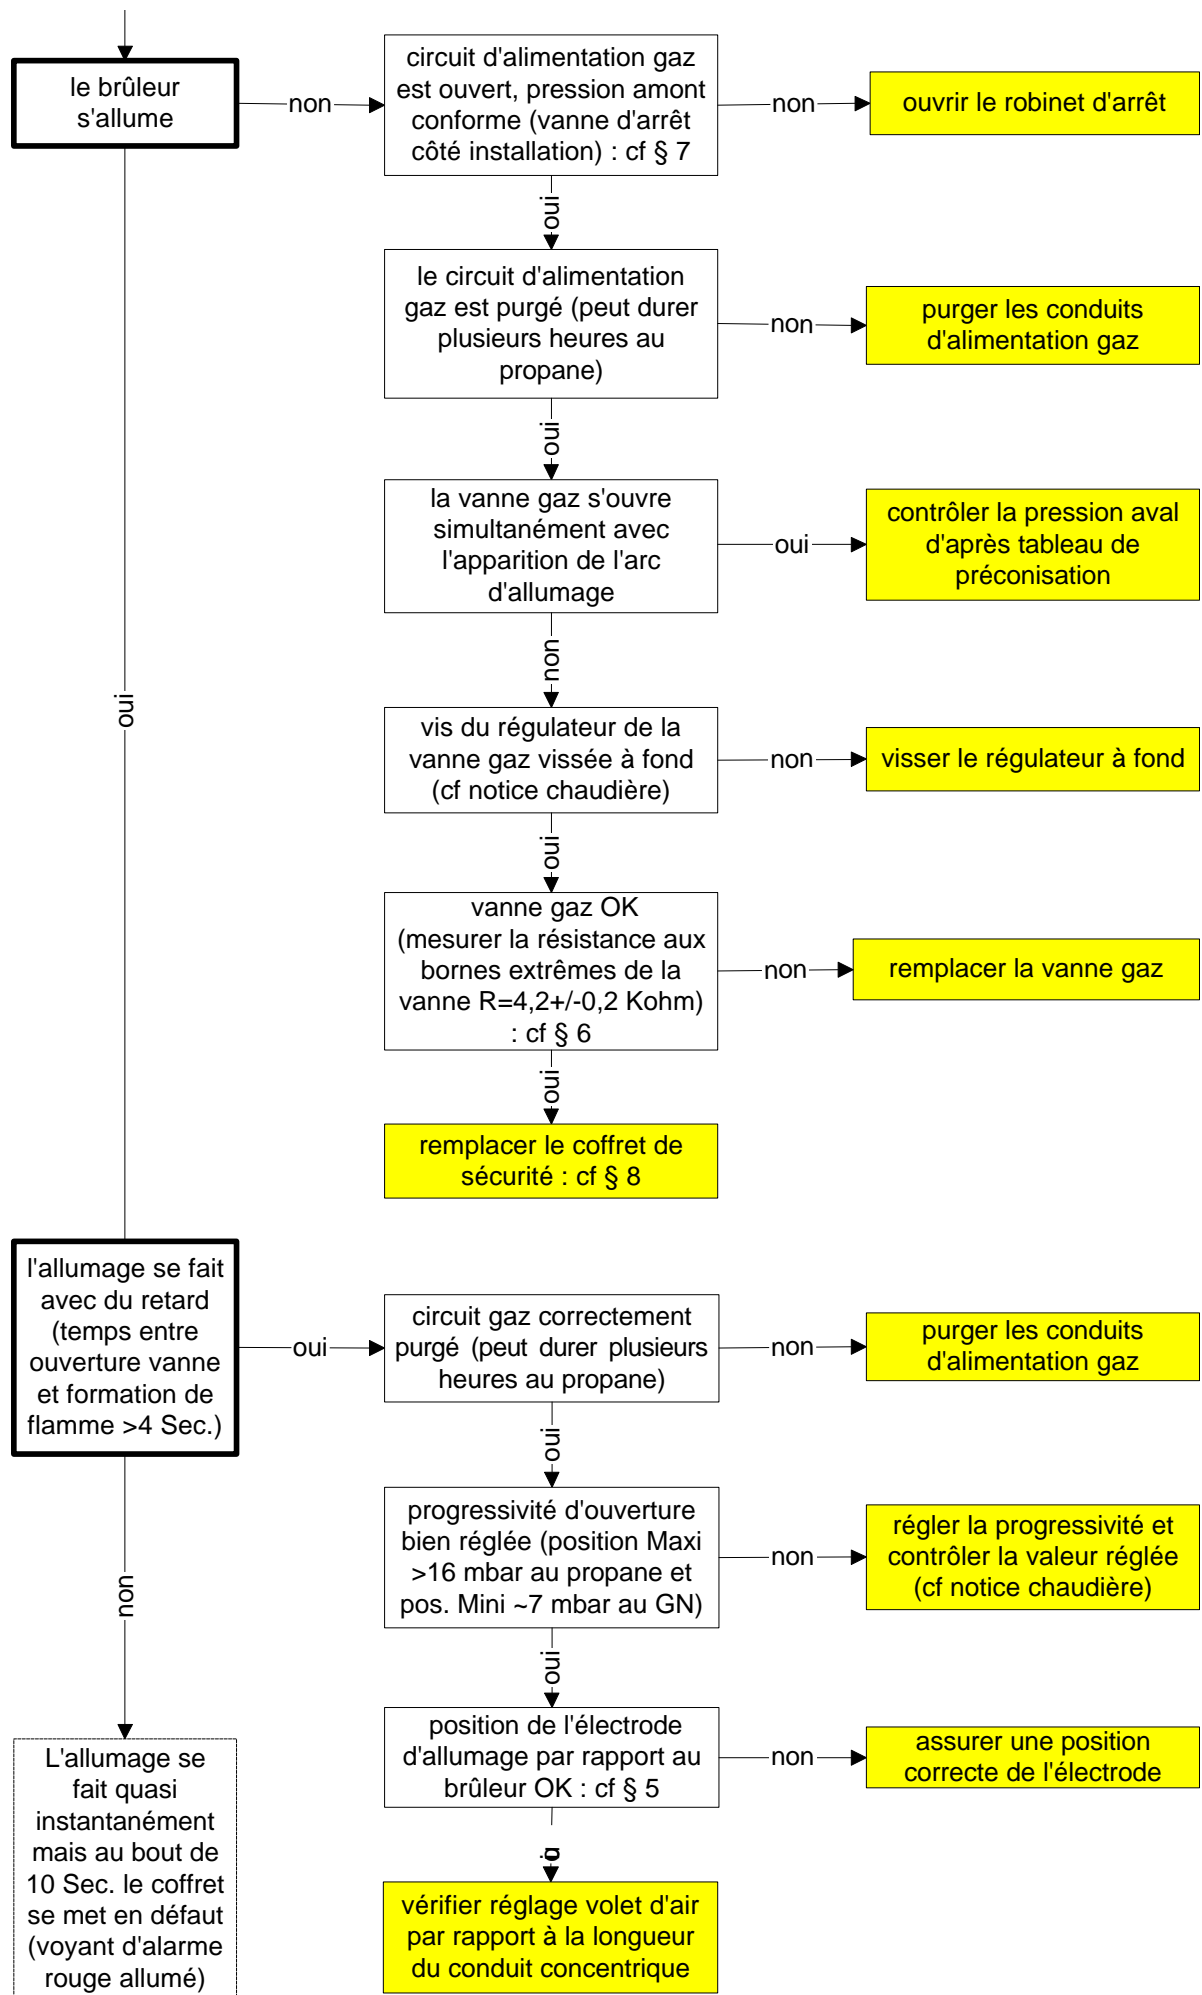 le brûleur
s'allume
non
circuit d'alimentation gaz
est ouvert, pression amont
conforme (vanne d'arrêt
côté installation) : cf § 7
non
ouvrir le robinet d'arrêt
oui
le circuit d'alimentation
gaz est purgé (peut durer
plusieurs heures au
propane)
non
purger les conduits
d'alimentation gaz
oui
la vanne gaz s'ouvre
simultanément avec
l'apparition de l'arc
d'allumage
oui
contrôler la pression aval
d'après tableau de
préconisation
non
oui
vis du régulateur de la
vanne gaz vissée à fond
(cf notice chaudière)
non
visser le régulateur à fond
oui
vanne gaz OK
(mesurer la résistance aux
bornes extrêmes de la
vanne R=4,2+/-0,2 Kohm)
: cf § 6
non
remplacer la vanne gaz
oui
remplacer le coffret de
sécurité : cf § 8
l'allumage se fait
avec du retard
(temps entre
ouverture vanne
et formation de
flamme >4 Sec.)
oui
circuit gaz correctement
purgé (peut durer plusieurs
heures au propane)
non
purger les conduits
d'alimentation gaz
oui
progressivité d'ouverture
bien réglée (position Maxi
>16 mbar au propane et
pos. Mini ~7 mbar au GN)
non
régler la progressivité et
contrôler la valeur réglée
(cf notice chaudière)
non
oui
position de l'électrode
d'allumage par rapport au
brûleur OK : cf § 5
non
assurer une position
correcte de l'électrode
vérifier réglage volet d'air
par rapport à la longueur
du conduit concentrique
L'allumage se
fait quasi
instantanément
mais au bout de
10 Sec. le coffret
se met en défaut
(voyant d'alarme
rouge allumé)